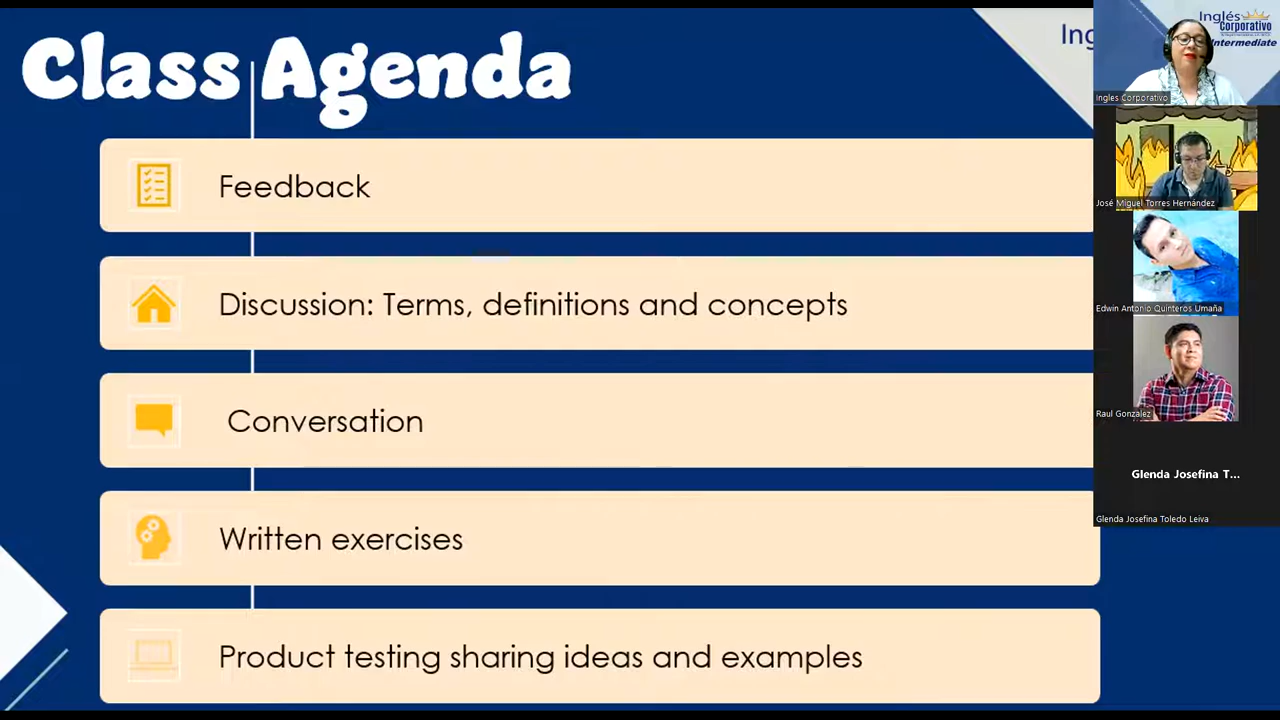 Class Agenda
Feedback
Discussion: Terms, definitions and concepts
Conversation
Written exercises
Product testing sharing ideas and examples
Ing
Inglés
Corporativo
Intermediate
Ingles Corporativo
José Miguel Torres Hernández
Edwin Antonio Quinteros Umaña
Raul González
Glenda Josefina T...
Glenda Josefina Toledo Leiva